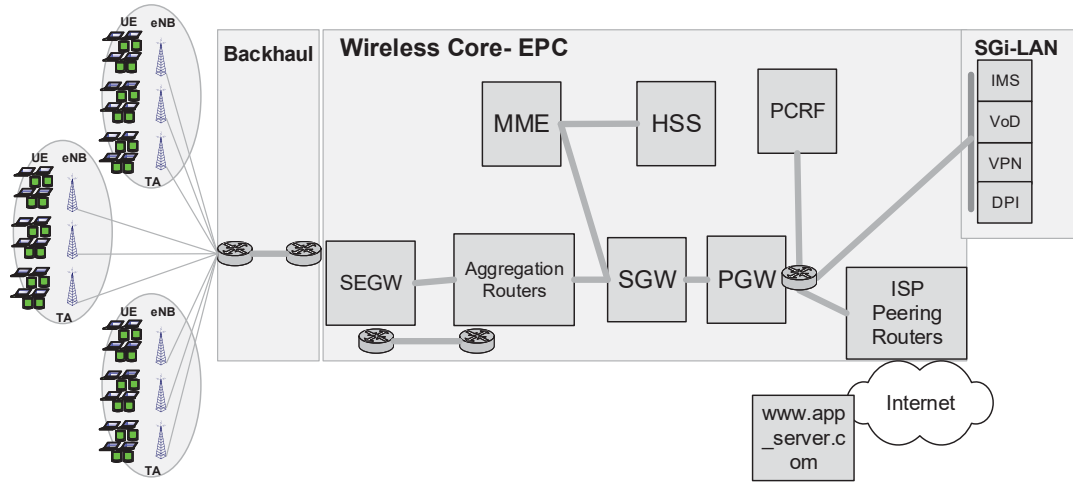 UE eNB
TA
UE eNB
TA
UE eNB
TA
Backhaul
Wireless Core- EPC
SGi-LAN
IMS
VoD
VPN
DPI
MME
HSS
PCRF
SEGW
Aggregation
Routers
SGW
PGW
ISP
Peering
Routers
Internet
www.app
_server.c
om